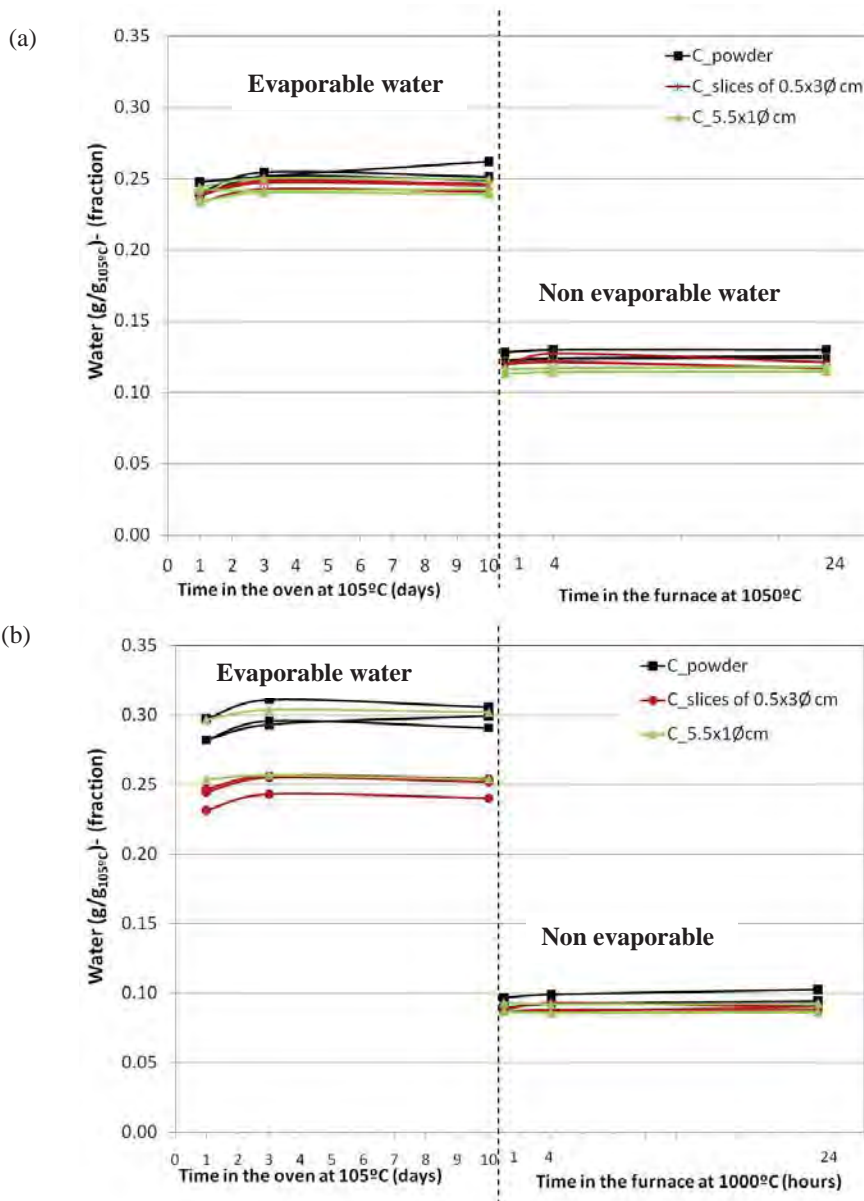 (a)
0.35
0.30
0.25
0.20
0.15
0.10
0.05
0.00
Water (g/g105ºC)- (fraction)
Evaporable water
Non evaporable water
C_powder
C_slices of 0.5x3Ø cm
C_5.5x1Ø cm
0 1 2 3 4 5 6 7 8 9 10 1 4 24
Time in the oven at 105ºC (days)
Time in the furnace at 1050ºC
(b)
0.35
0.30
0.25
0.20
0.15
0.10
0.05
0.00
Water (g/g105ºC)- (fraction)
Evaporable water
Non evaporable
C_powder
C_slices of 0.5x3Ø cm
C_5.5x1Øcm
0 1 2 3 4 5 6 7 8 9 10 1 4 24
Time in the oven at 105ºC (days)
Time in the furnace at 1000ºC (hours)